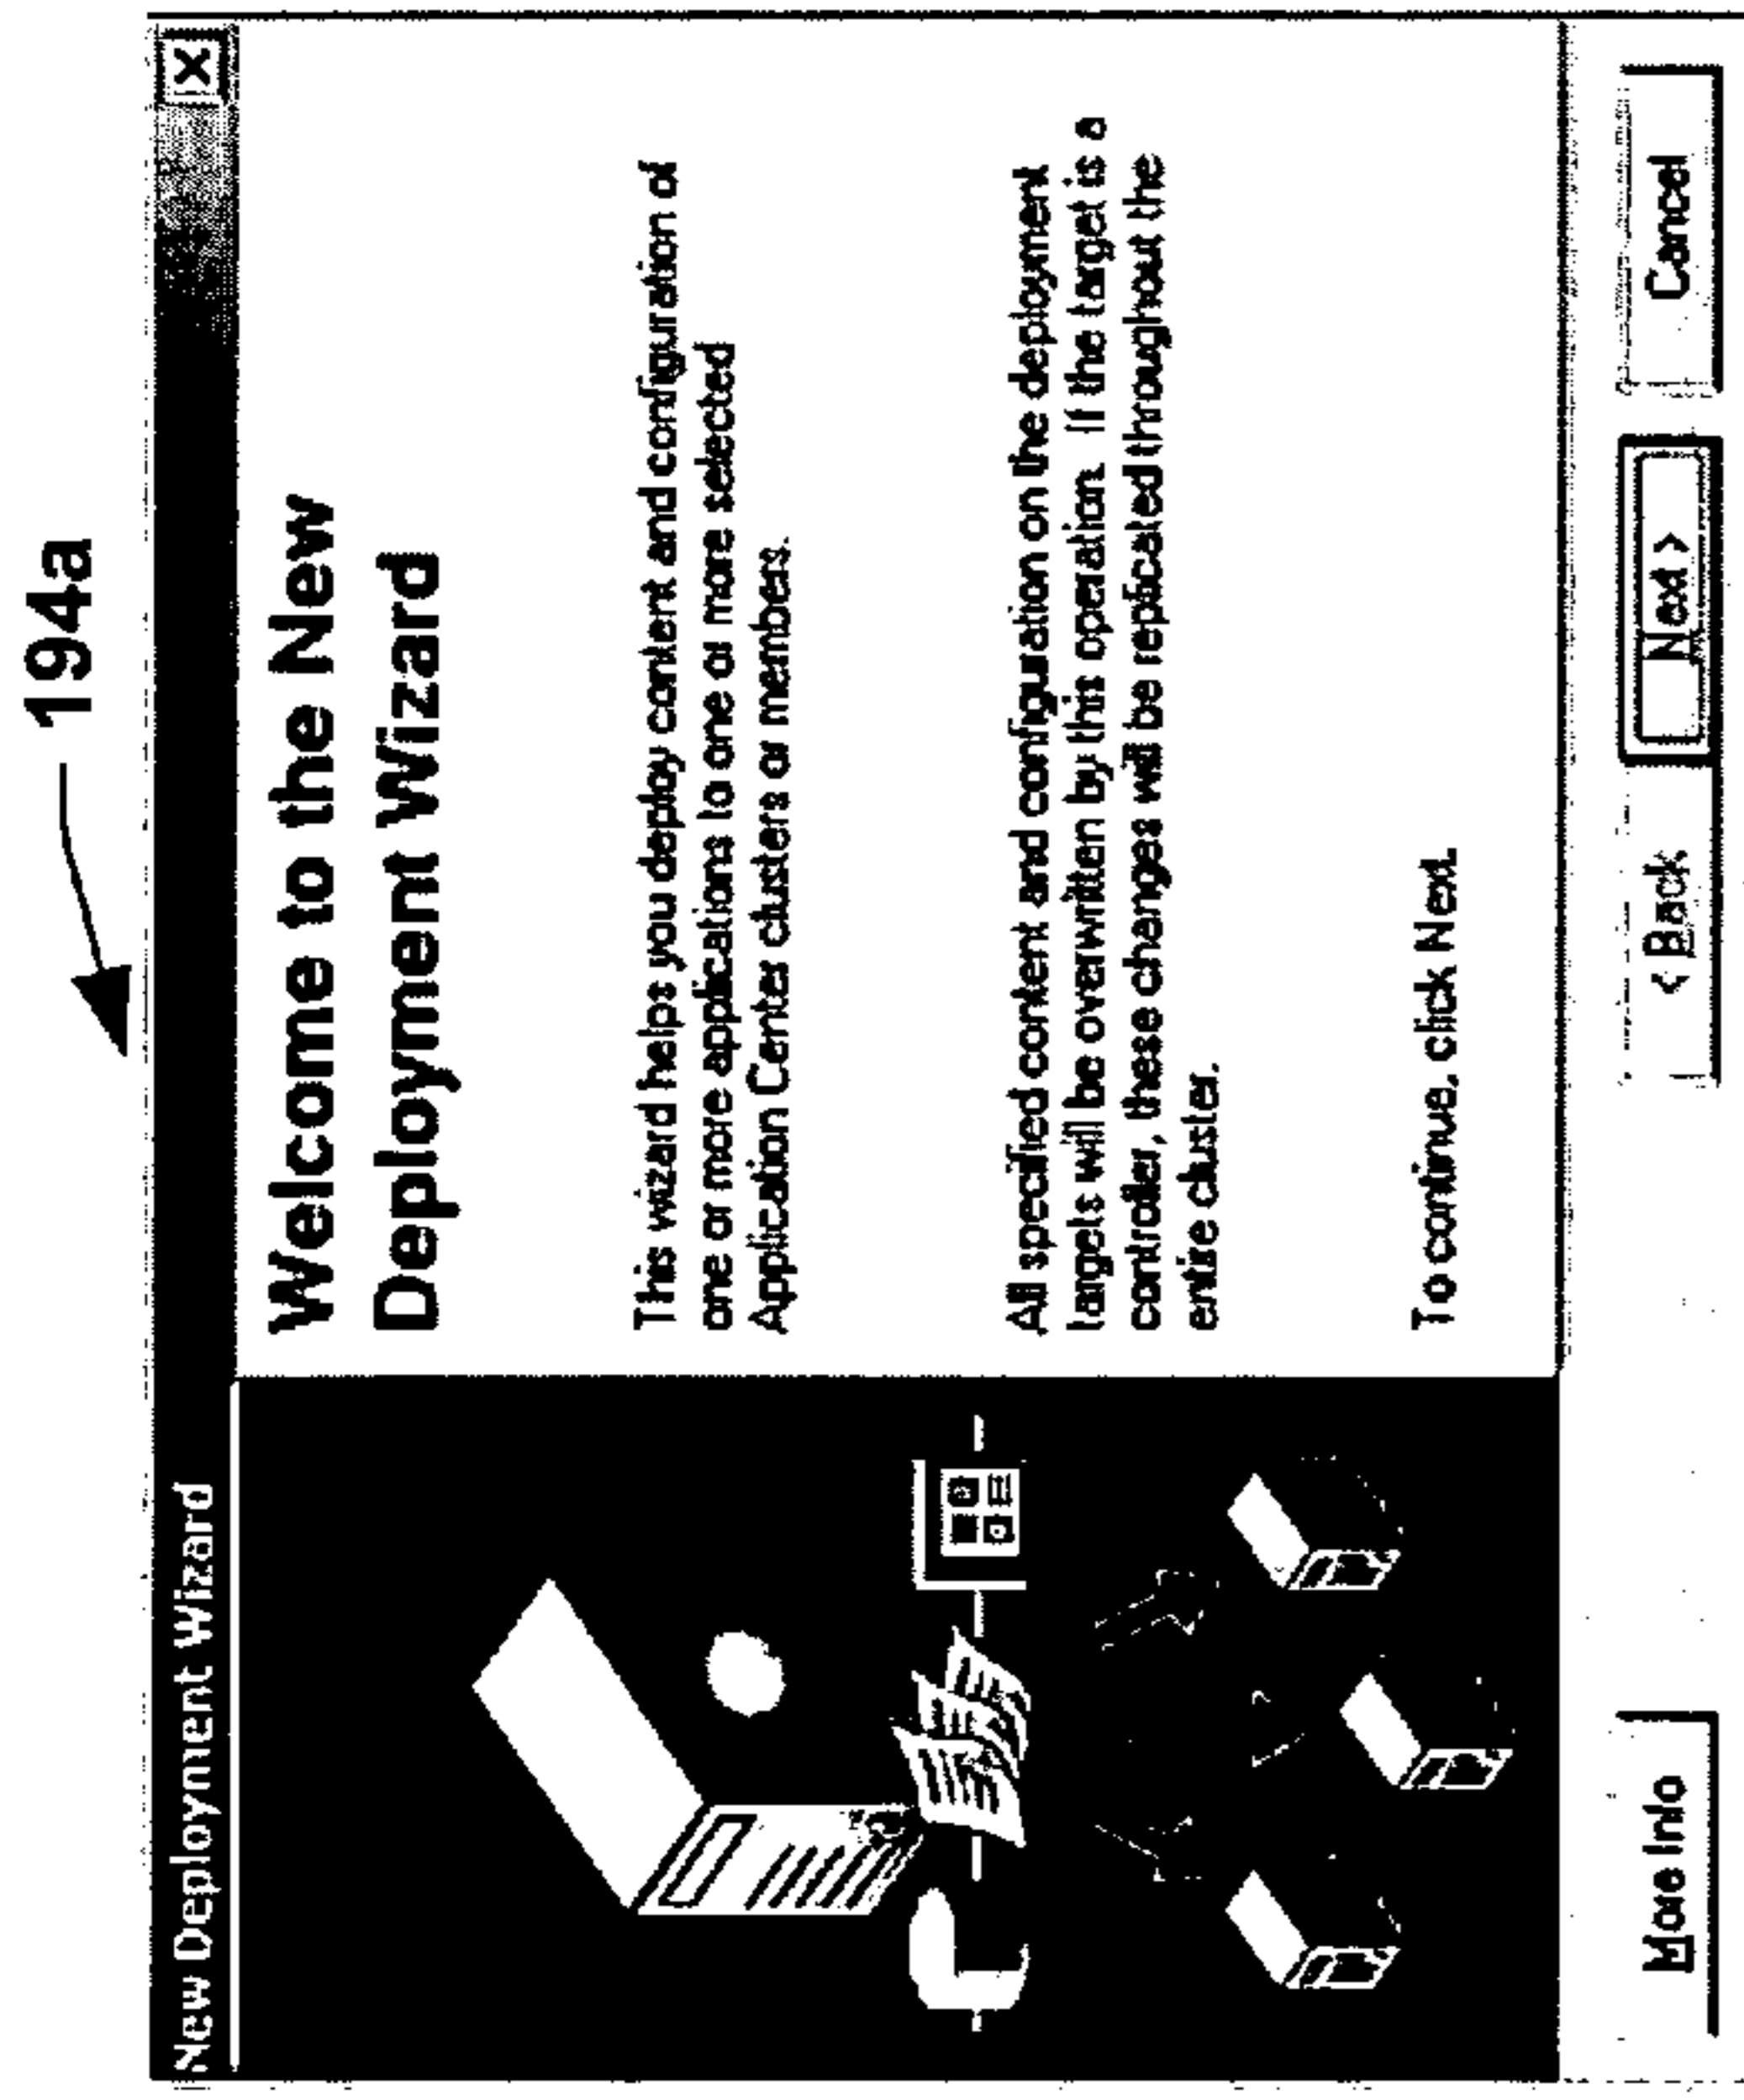 194a
New Deployment Wizard
Welcome to the New
Deployment Wizard
This wizard helps you deploy content and configuration of
one or more applications to one or more selected
Application Center clusters or members.
All specified content and configuration on the deployment
targets will be overwritten by this operation. If the target is a
controller, these changes will be replicated throughout the
entire cluster.
To continue, click Next.
More Info
< Back
Next >
Cancel